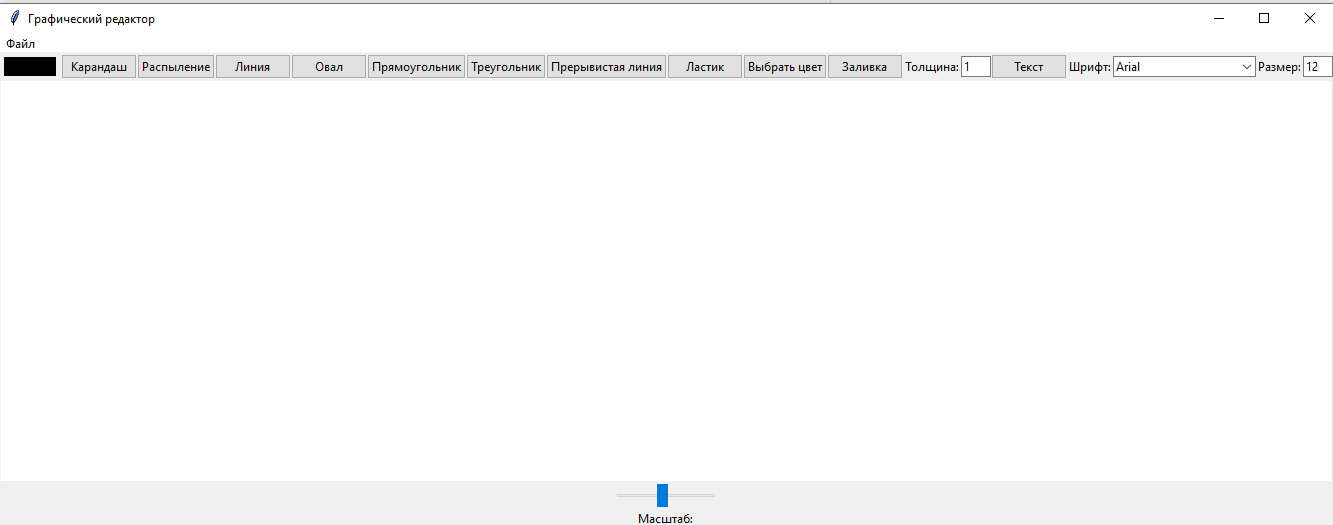 Графический редактор
Файл
Карандаш Распыление Линия Овал Прямоугольник Треугольник Прерывистая линия Ластик Выбрать цвет Заливка Толщина: 1 Текст Шрифт: Arial Размер: 12
Масштаб: